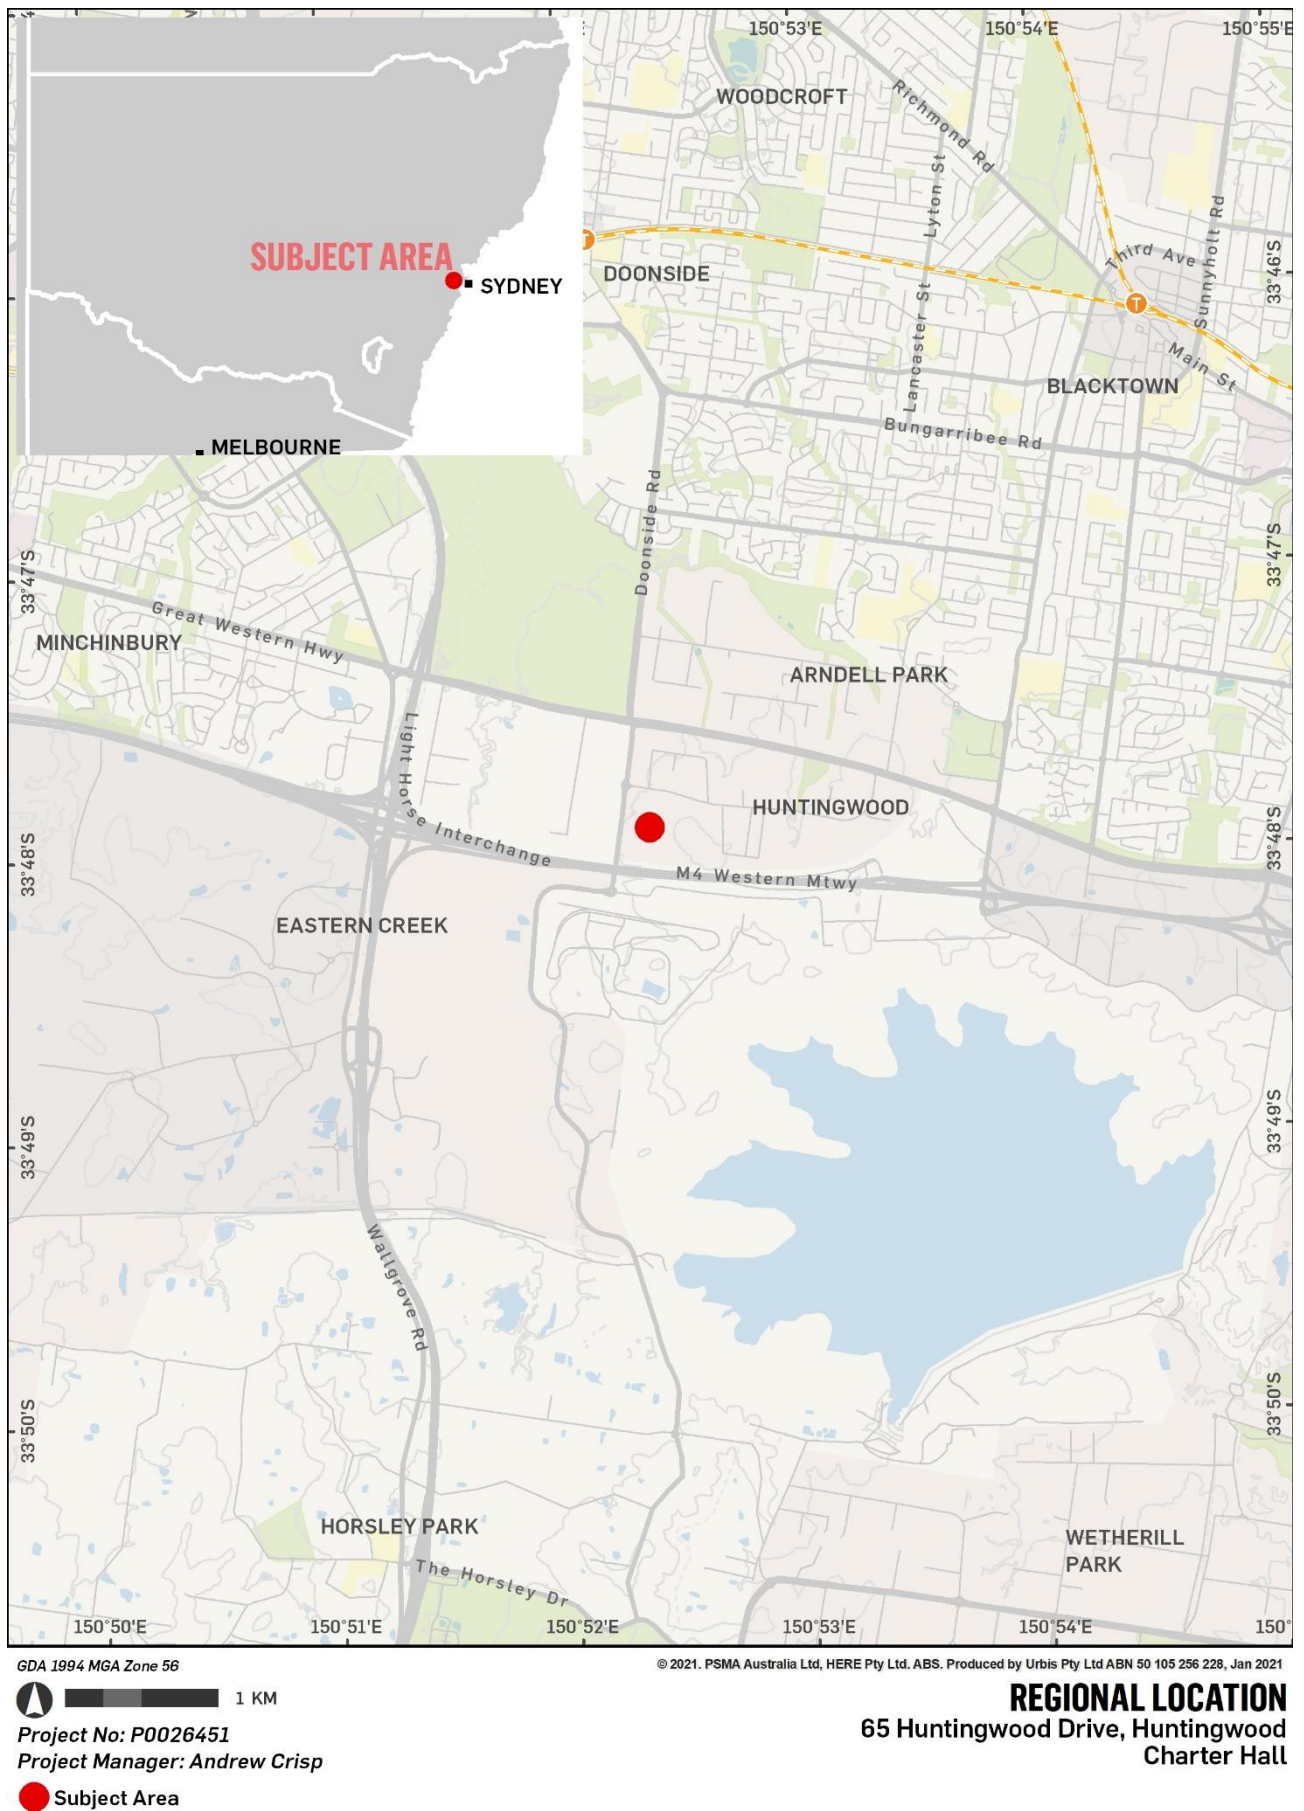 150°53'E
150°54'E
150°55'E
WOODCROFT
Richmond Rd
Lyton St
Sunnyholt Rd
Third Ave
33°46'S
SUBJECT AREA
SYDNEY
T
DOONSIDE
T
Lancaster St
Main St
BLACKTOWN
Bungarribee Rd
MELBOURNE
Doonside Rd
33°47'S
33°47'S
Great Western Hwy
MINCHINBURY
ARNDELL PARK
Light Horse Interchange
HUNTINGWOOD
33°48'S
33°48'S
M4 Western Mtwy
EASTERN CREEK
33°49'S
33°49'S
Wallgrove Rd
33°50'S
33°50'S
HORSLEY PARK
WETHERILL
PARK
The Horsley Dr
150°50'E
150°51'E
150°52'E
150°53'E
150°54'E
150°
GDA 1994 MGA Zone 56
© 2021. PSMA Australia Ltd, HERE Pty Ltd. ABS. Produced by Urbis Pty Ltd ABN 50 105 256 228, Jan 2021
1 KM
REGIONAL LOCATION
65 Huntingwood Drive, Huntingwood
Charter Hall
Project No: P0026451
Project Manager: Andrew Crisp
Subject Area